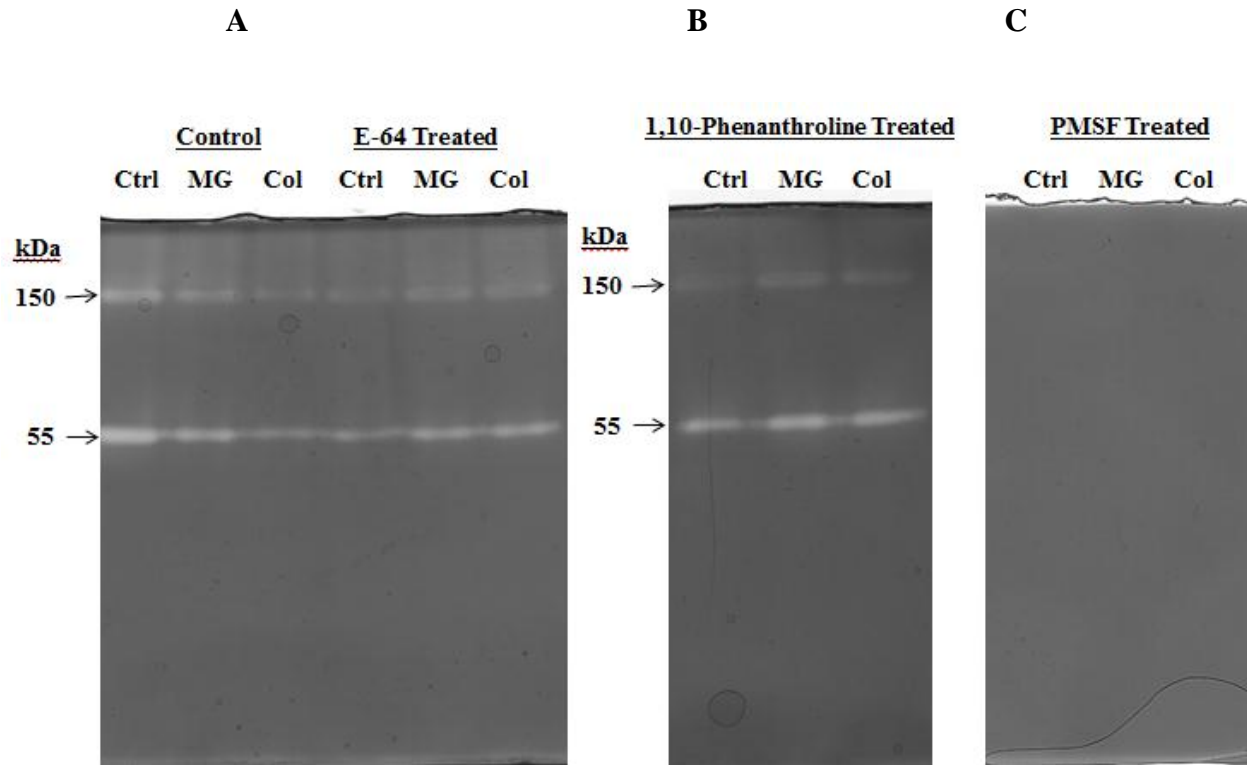 A B C
Control E-64 Treated 1,10-Phenanthroline Treated PMSF Treated
Ctrl MG Col Ctrl MG Col Ctrl MG Col Ctrl MG Col
kDa kDa
150 150
55 55